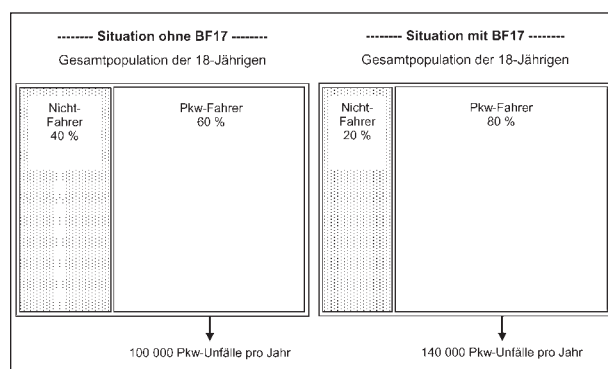 -------- Situation ohne BF17 --------
Gesamtpopulation der 18-Jährigen
Nicht-
Fahrer
40 %
Pkw-Fahrer
60 %
100 000 Pkw-Unfälle pro Jahr
-------- Situation mit BF17 --------
Gesamtpopulation der 18-Jährigen
Nicht-
Fahrer
20 %
Pkw-Fahrer
80 %
140 000 Pkw-Unfälle pro Jahr